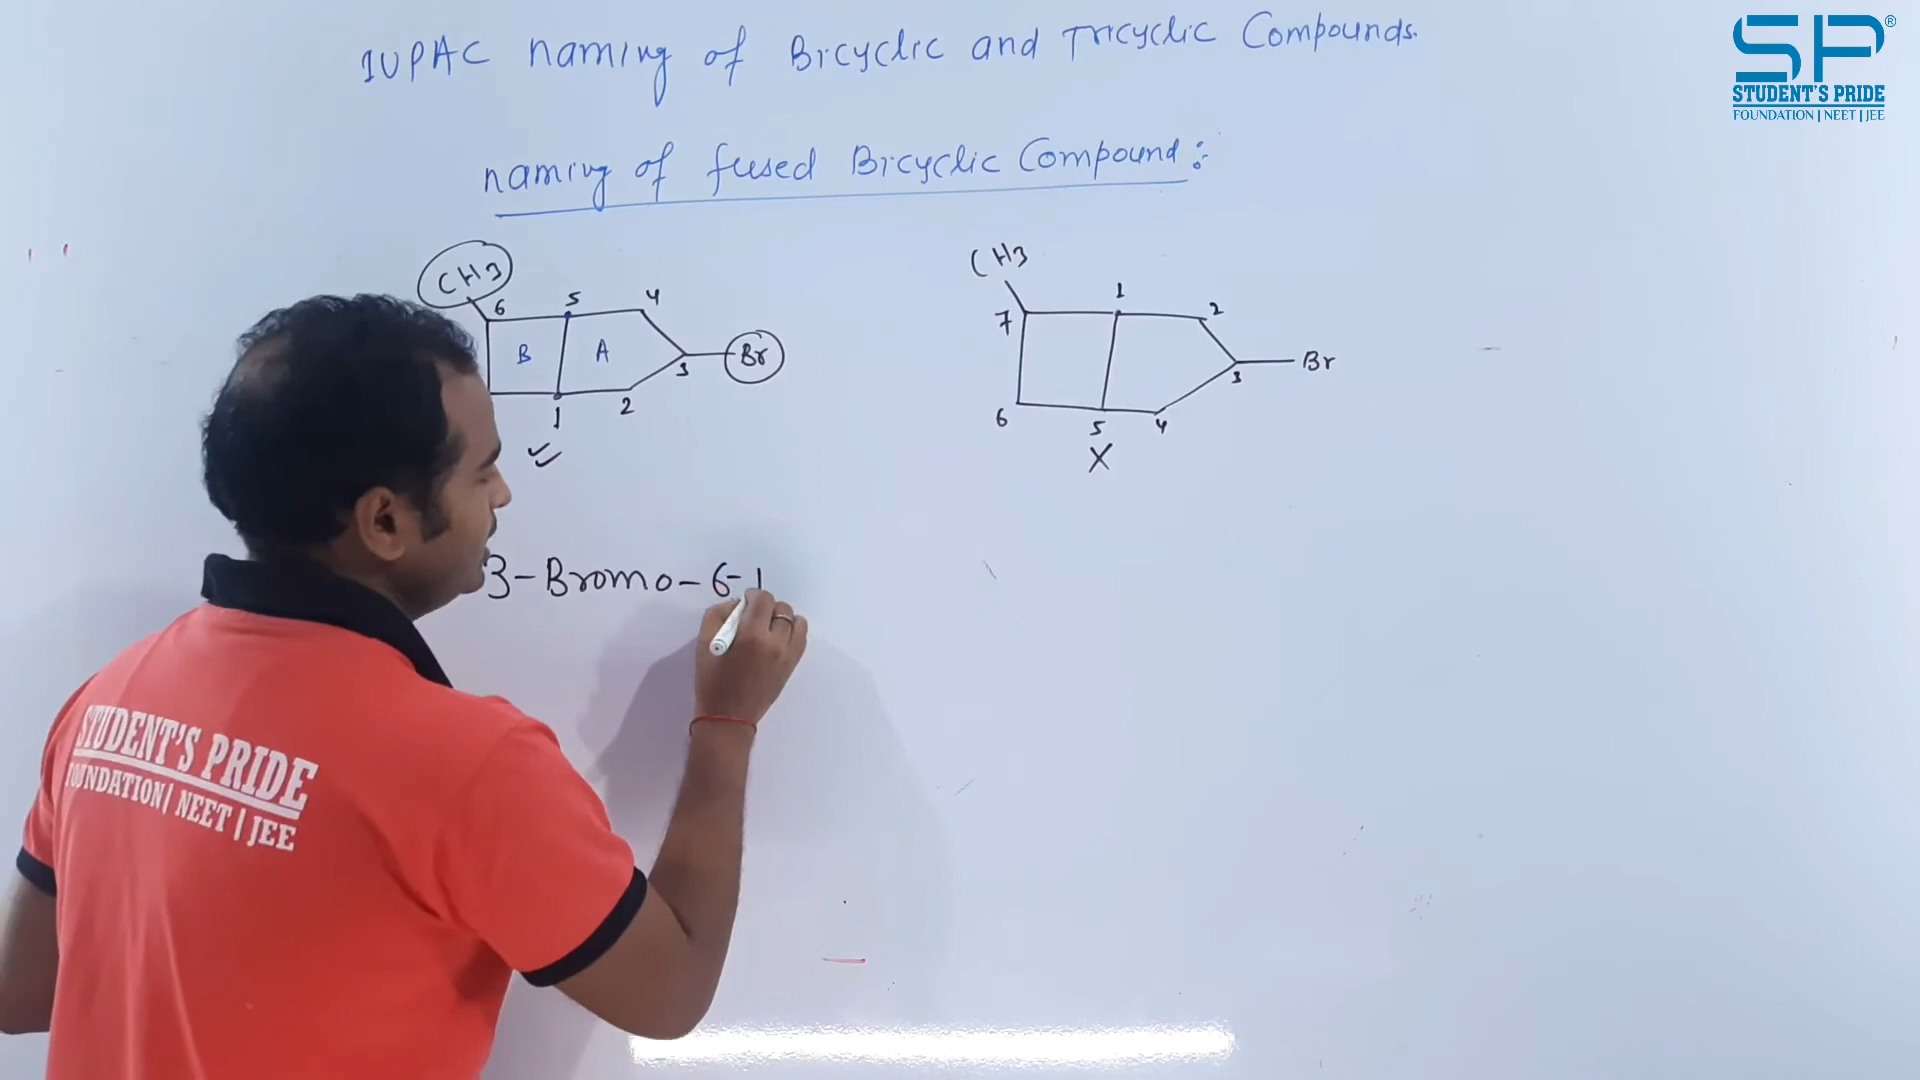 IUPAC naming of Bicyclic and Tricyclic Compounds.
SP®
STUDENT'S PRIDE
FOUNDATION | NEET | JEE
naming of fused Bicyclic Compound:
CH3
6 5 4
B A
Br
3
1 2
CH3
7 1 2
Br
3
6 5 4
X
3-Bromo-6-
STUDENT'S PRIDE
FOUNDATION | NEET | JEE